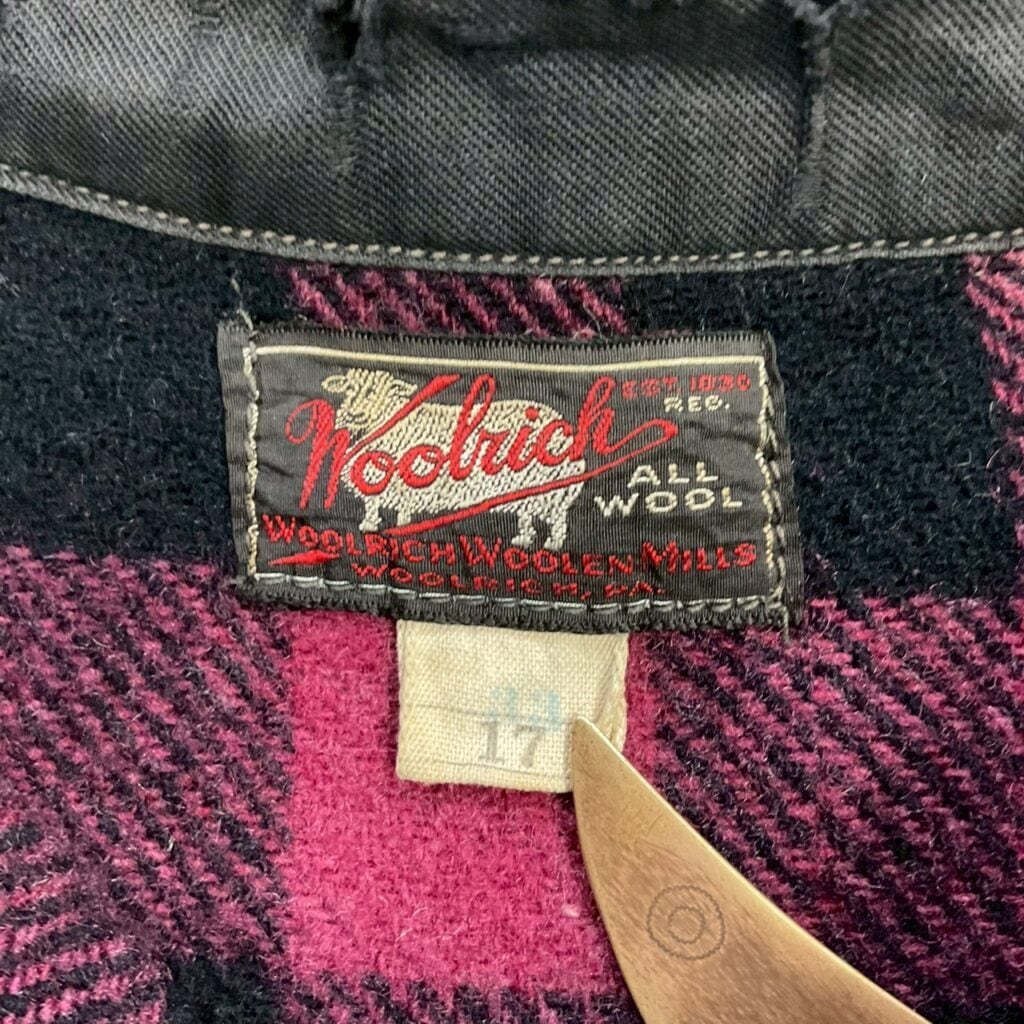 Woolrich
EST. 1830
REG.
ALL
WOOL
WOOLRICH WOOLEN MILLS
WOOLRICH, PA.
17